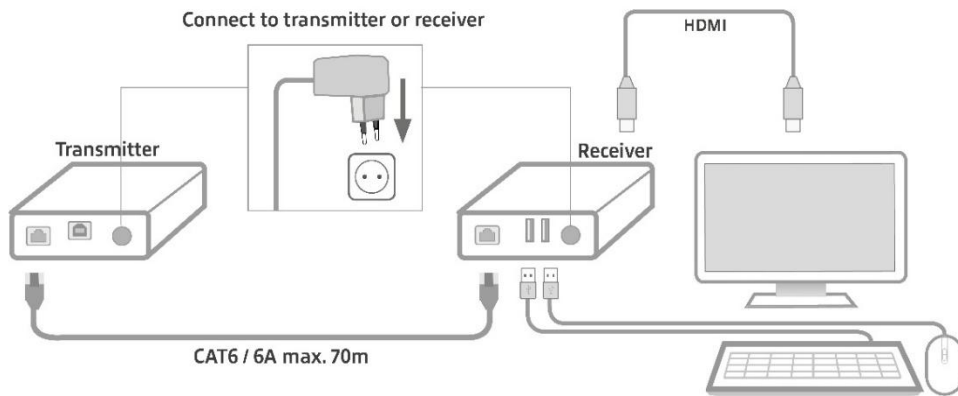 Connect to transmitter or receiver
HDMI
Transmitter
Receiver
CAT6 / 6A max. 70m